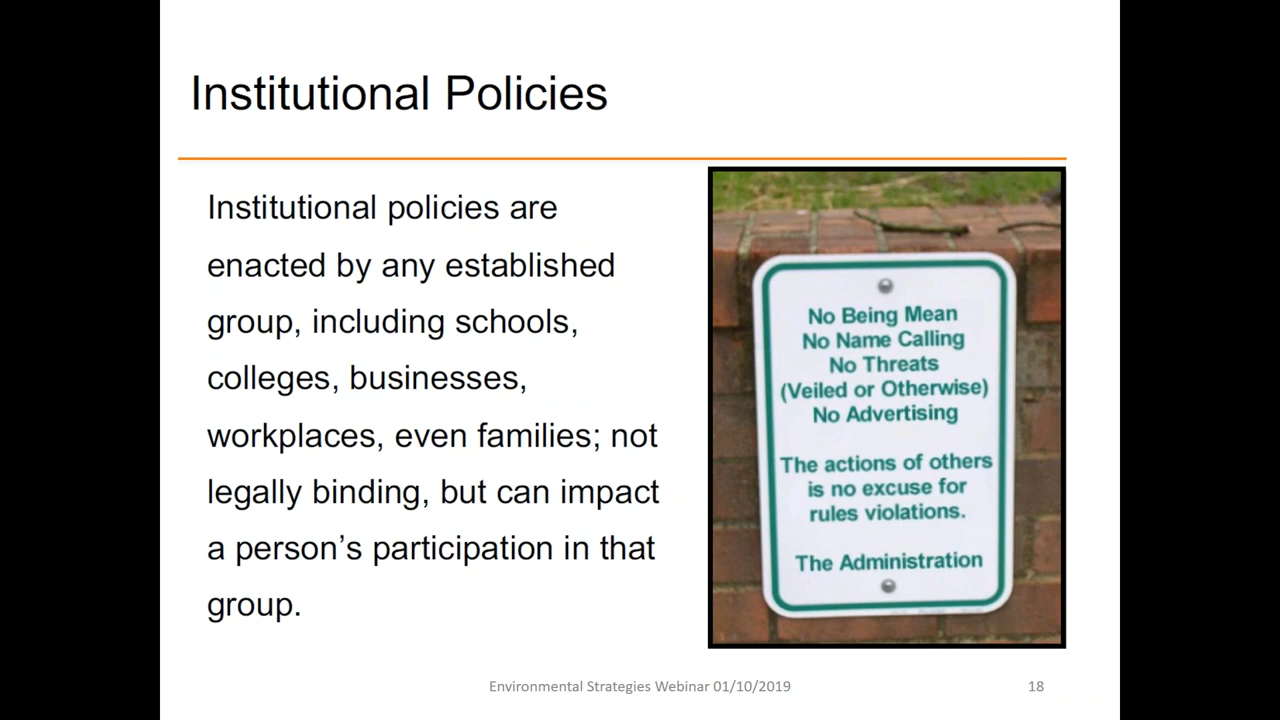 Institutional Policies
Institutional policies are
enacted by any established
group, including schools,
colleges, businesses,
workplaces, even families; not
legally binding, but can impact
a person’s participation in that
group.
No Being Mean
No Name Calling
No Threats
(Veiled or Otherwise)
No Advertising
The actions of others
is no excuse for
rules violations.
The Administration
Environmental Strategies Webinar 01/10/2019
18